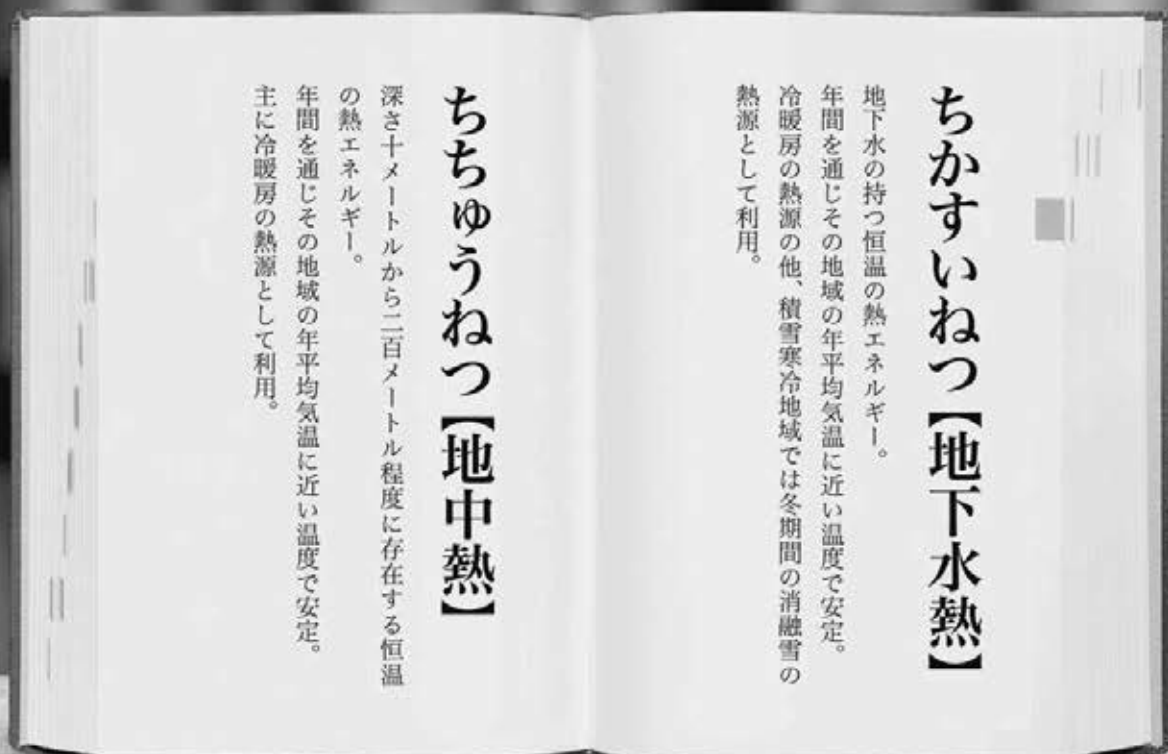 ちかすいねつ【地下水熱】
地下水の持つ恒温の熱エネルギー。
年間を通じその地域の年平均気温に近い温度で安定。
冷暖房の熱源の他、積雪寒冷地域では冬期間の消融雪の
熱源として利用。
ちちゅうねつ【地中熱】
深さ十メートルから二百メートル程度に存在する恒温
の熱エネルギー。
年間を通じその地域の年平均気温に近い温度で安定。
主に冷暖房の熱源として利用。